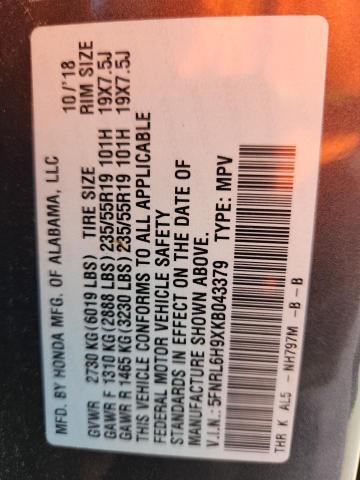 MFD. BY HONDA MFG. OF ALABAMA, LLC 10/'18
GVWR 2730 KG(6019 LBS) TIRE SIZE RIM SIZE
GAWR F 1310 KG(2888 LBS) 235/55R19 101H 19X7.5J
GAWR R 1465 KG(3230 LBS) 235/55R19 101H 19X7.5J
THIS VEHICLE CONFORMS TO ALL APPLICABLE
FEDERAL MOTOR VEHICLE SAFETY
STANDARDS IN EFFECT ON THE DATE OF
MANUFACTURE SHOWN ABOVE.
V.I.N.: 5FNRL6H9XKB043379 TYPE: MPV
THR K AL5 - NH797M -B - B